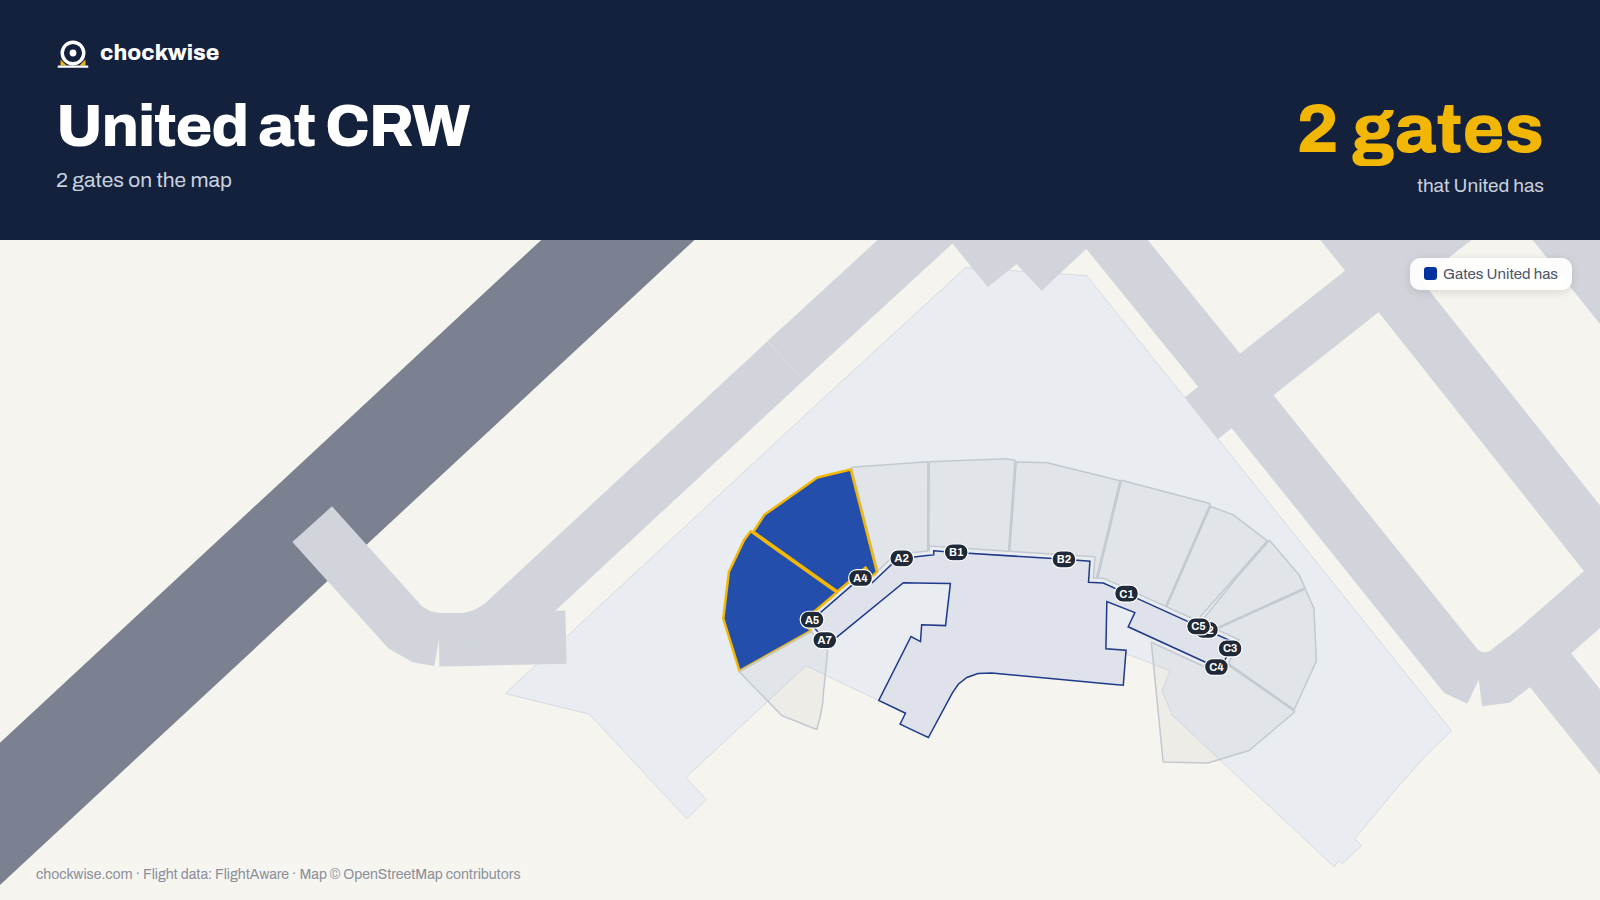 chockwise
United at CRW
2 gates on the map
2 gates
that United has
Gates United has
A2
B1
B2
A4
C1
A5
C5
A7
C3
C4
chockwise.com · Flight data: FlightAware · Map © OpenStreetMap contributors